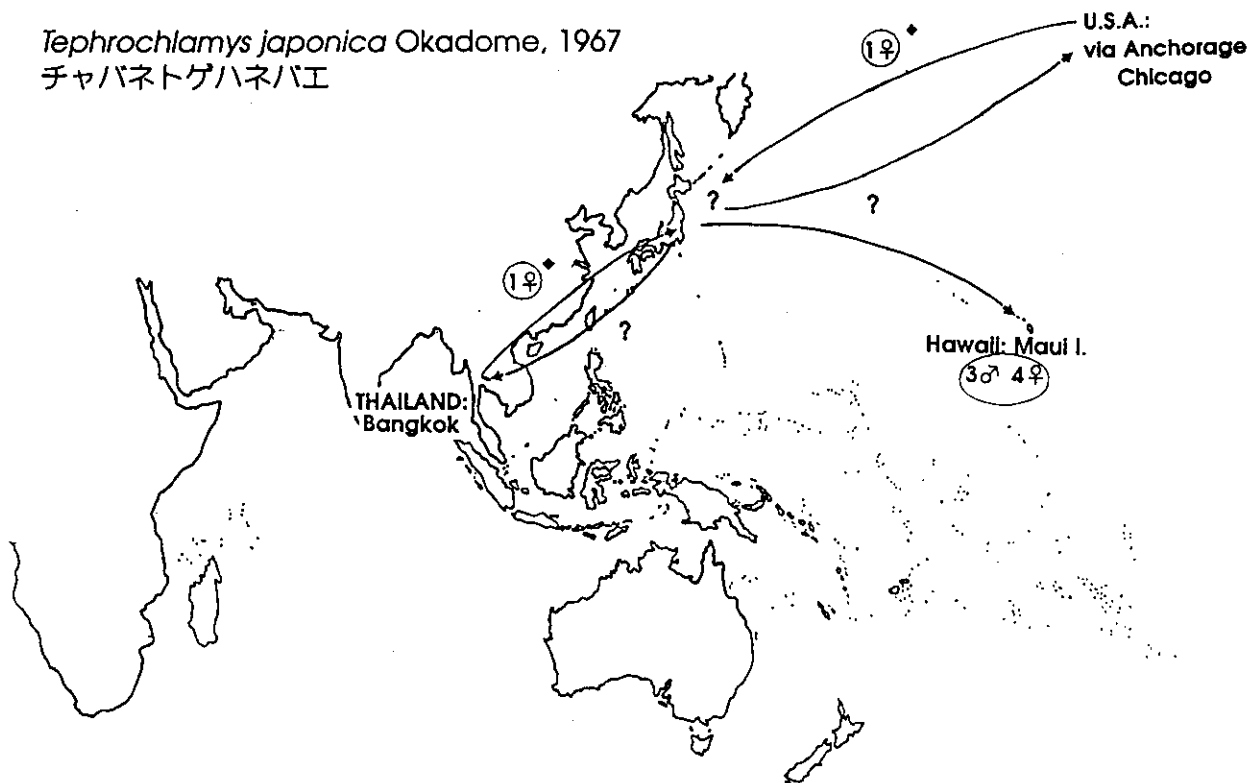 Tephrochlamys japonica Okadome, 1967
チャバネトゲハネバエ
U.S.A.:
via Anchorage
Chicago
1♀
?
?
1♀
?
Hawaii: Maui I.
3♂ 4♀
THAILAND:
Bangkok